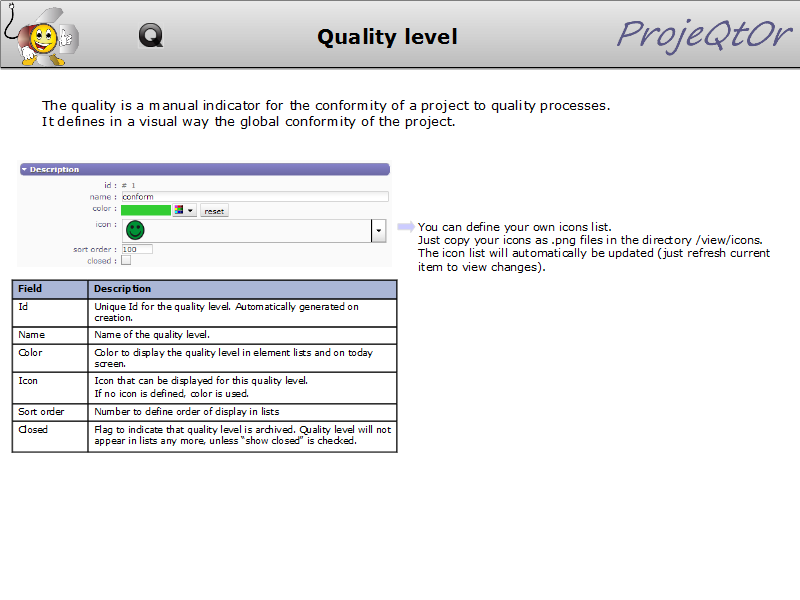 Q
Quality level
ProjeQtOr
The quality is a manual indicator for the conformity of a project to quality processes.
It defines in a visual way the global conformity of the project.
Description
id : # 1
name : conform
color : reset
icon :
sort order : 100
closed :
You can define your own icons list.
Just copy your icons as .png files in the directory /view/icons.
The icon list will automatically be updated (just refresh current
item to view changes).
Field Description
Id Unique Id for the quality level. Automatically generated on
creation.
Name Name of the quality level.
Color Color to display the quality level in element lists and on today
screen.
Icon Icon that can be displayed for this quality level.
If no icon is defined, color is used.
Sort order Number to define order of display in lists
Closed Flag to indicate that quality level is archived. Quality level will not
appear in lists any more, unless “show closed” is checked.